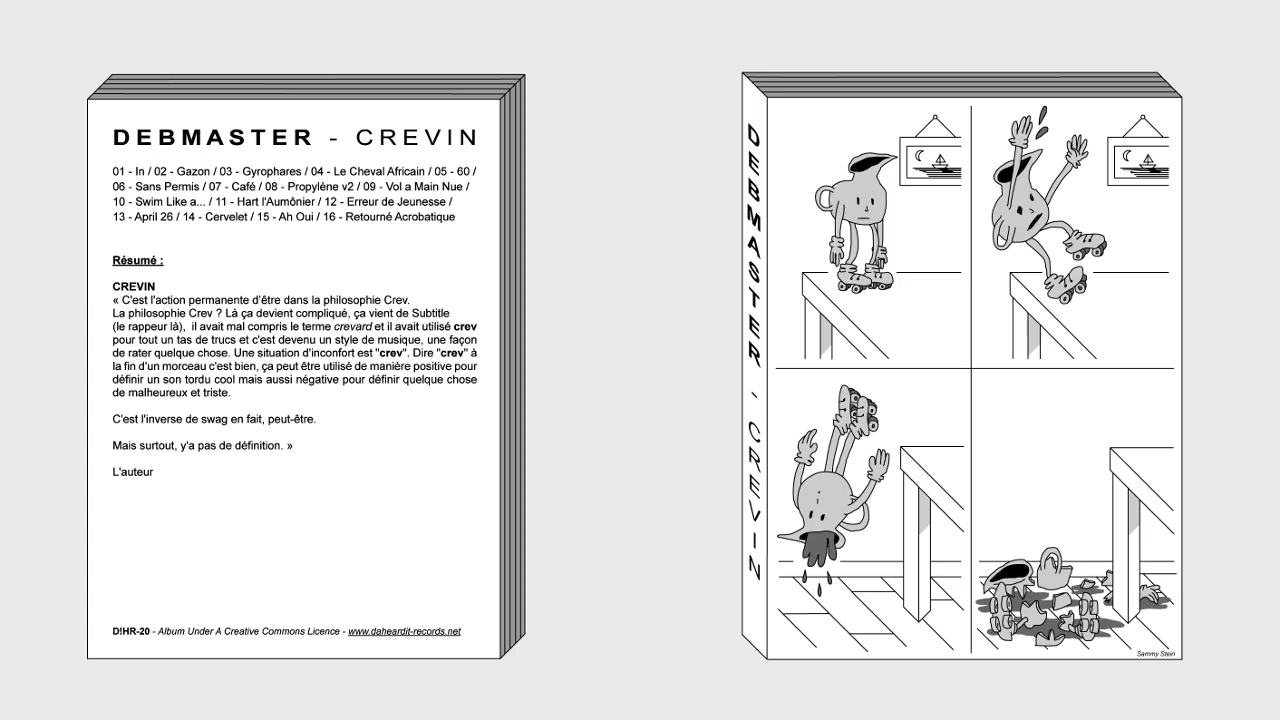 DEBMASTER - CREVIN
01 - In / 02 - Gazon / 03 - Gyrophares / 04 - Le Cheval Africain / 05 - 60 /
06 - Sans Permis / 07 - Café / 08 - Propylène v2 / 09 - Vol a Main Nue /
10 - Swim Like a... / 11 - Hart l'Aumônier / 12 - Erreur de Jeunesse /
13 - April 26 / 14 - Cervelet / 15 - Ah Oui / 16 - Retourné Acrobatique
Résumé :
CREVIN
« C'est l'action permanente d'être dans la philosophie Crev.
La philosophie Crev ? Là ça devient compliqué, ça vient de Subtitle
(le rappeur là), il avait mal compris le terme crevard et il avait utilisé crev
pour tout un tas de trucs et c'est devenu un style de musique, une façon
de rater quelque chose. Une situation d'inconfort est "crev". Dire "crev" à
la fin d'un morceau c'est bien, ça peut être utilisé de manière positive pour
définir un son tordu cool mais aussi négative pour définir quelque chose
de malheureux et triste.
C'est l'inverse de swag en fait, peut-être.
Mais surtout, y'a pas de définition. »
L'auteur
D!HR-20 - Album Under A Creative Commons Licence - www.daheardit-records.net
DEBMASTER - CREVIN
Sammy Stein